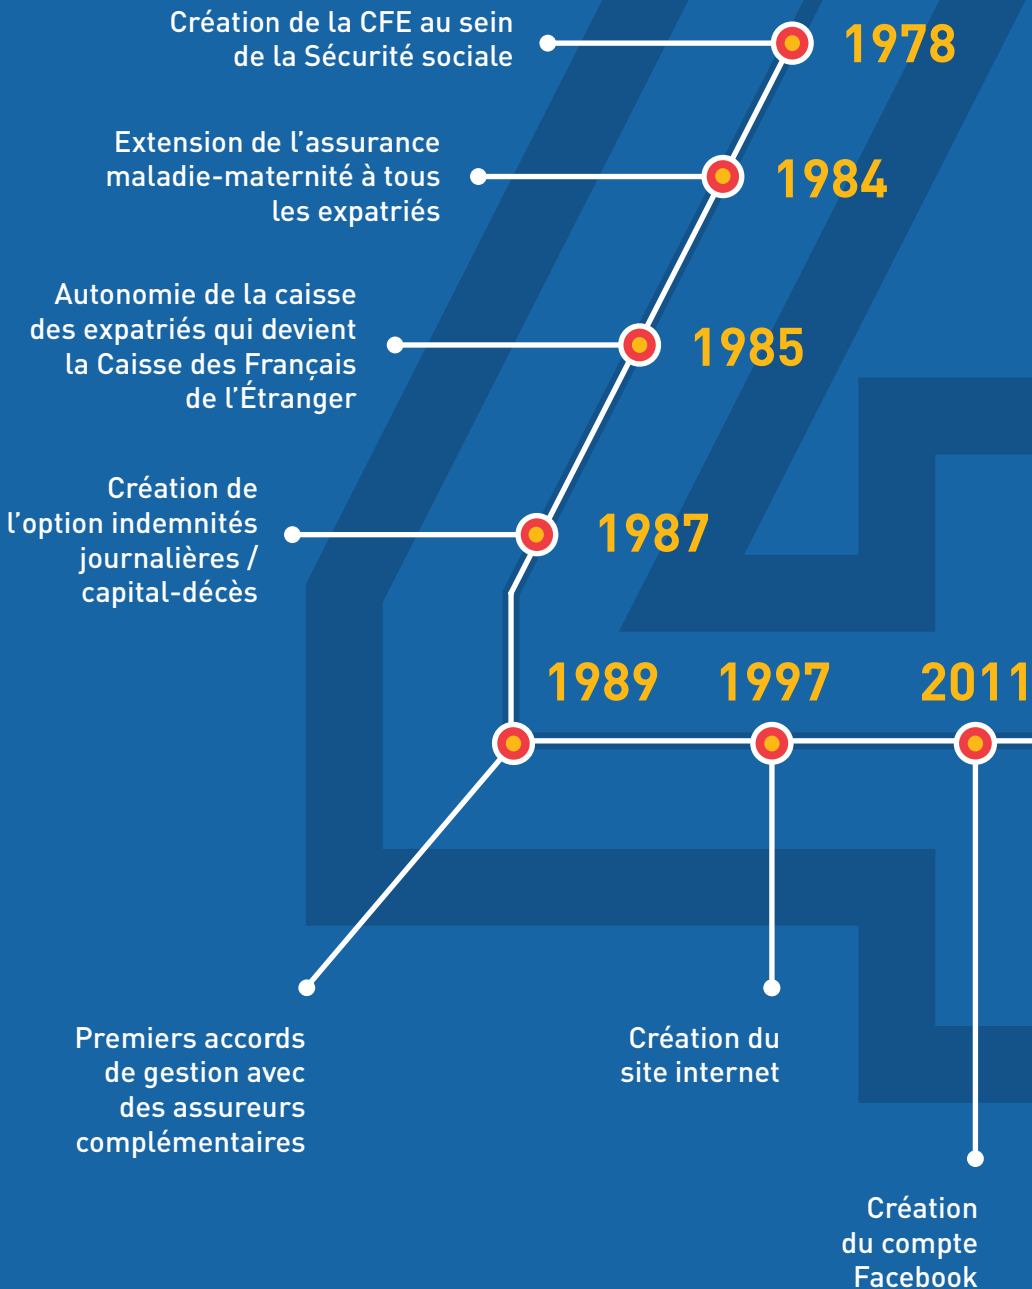 Création de la CFE au sein
de la Sécurité sociale
1978
Extension de l’assurance
maladie-maternité à tous
les expatriés
1984
Autonomie de la caisse
des expatriés qui devient
la Caisse des Français
de l’Étranger
1985
Création de
l’option indemnités
journalières /
capital-décès
1987
1989
Premiers accords
de gestion avec
des assureurs
complémentaires
1997
Création du
site internet
2011
Création
du compte
Facebook